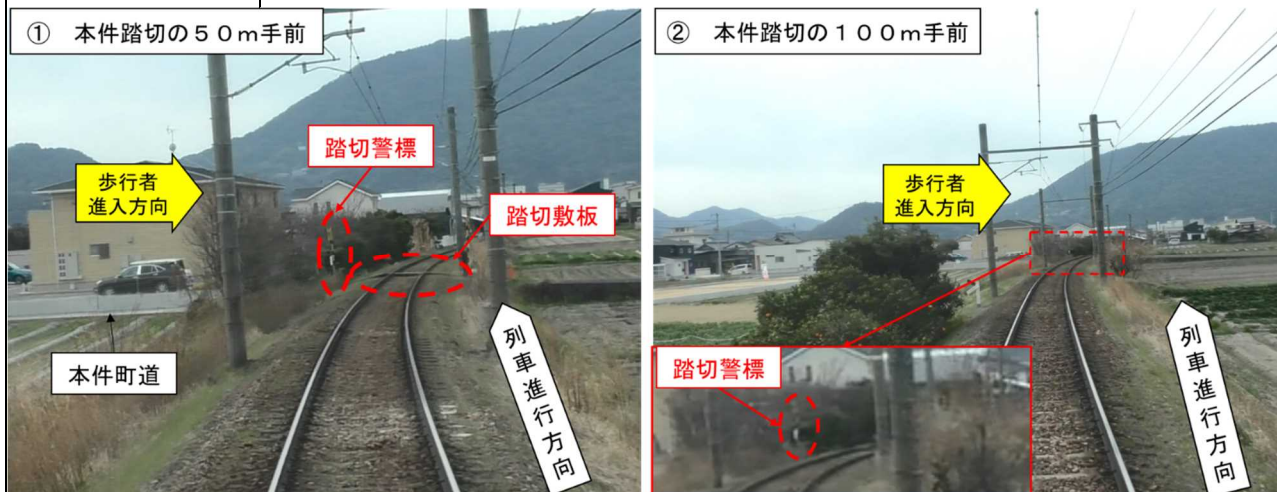 ① 本件踏切の５０ｍ手前
踏切警標
歩行者
進入方向
踏切敷板
本件町道
列車進行方向
② 本件踏切の１００ｍ手前
歩行者
進入方向
踏切警標
列車進行方向